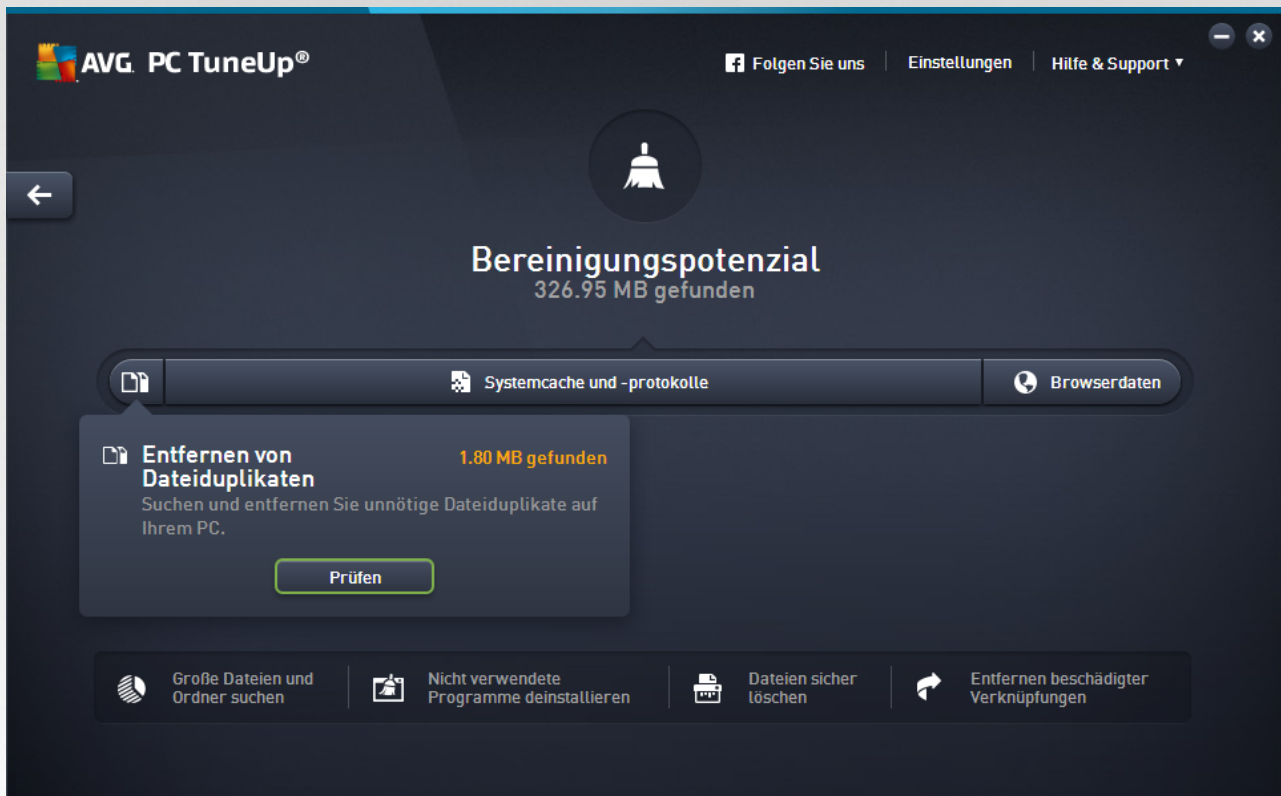 AVG. PC TuneUp®
Folgen Sie uns
Einstellungen
Hilfe & Support
Bereinigungspotenzial
326.95 MB gefunden
Systemcache und -protokolle
Browserdaten
Entfernen von
Dateiduplikaten
1.80 MB gefunden
Suchen und entfernen Sie unnötige Dateiduplikate auf
Ihrem PC.
Prüfen
Große Dateien und
Ordner suchen
Nicht verwendete
Programme deinstallieren
Dateien sicher
löschen
Entfernen beschädigter
Verknüpfungen